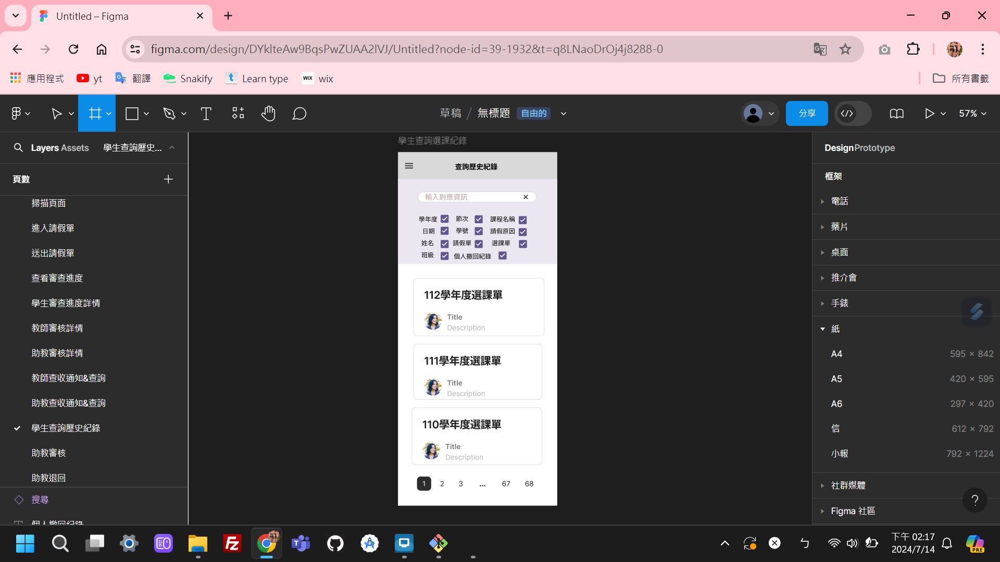 Untitled – Figma
figma.com/design/DYklteAw9BqsPwZUAA2lVJ/Untitled?node-id=39-1932&t=q8LNaoDrOj4j8288-0
應用程式
yt
翻譯
Snakify
Learn type
WIX
wix
所有書籤
草稿 / 無標題
自由的
分享
57%
Layers
Assets
學生查詢歷史...
頁數
掃描頁面
進入請假單
送出請假單
查看審查進度
學生審查進度詳情
教師審核詳情
助教審核詳情
教師查收通知&查詢
助教查收通知&查詢
學生查詢歷史紀錄
助教審核
助教退回
搜尋
個人撤回紀錄
學生查詢選課紀錄
查詢歷史紀錄
輸入對應資訊
學年度 節次 課程名稱
日期 學號 請假原因
姓名 請假單 選課單
班級 個人撤回紀錄
112學年度選課單
Title
Description
111學年度選課單
Title
Description
110學年度選課單
Title
Description
1 2 3 ... 67 68
Design
Prototype
框架
電話
藥片
桌面
推介會
手錶
紙
A4 595 × 842
A5 420 × 595
A6 297 × 420
信 612 × 792
小報 792 × 1224
社群媒體
Figma 社區
?
下午 02:17
2024/7/14
PRE